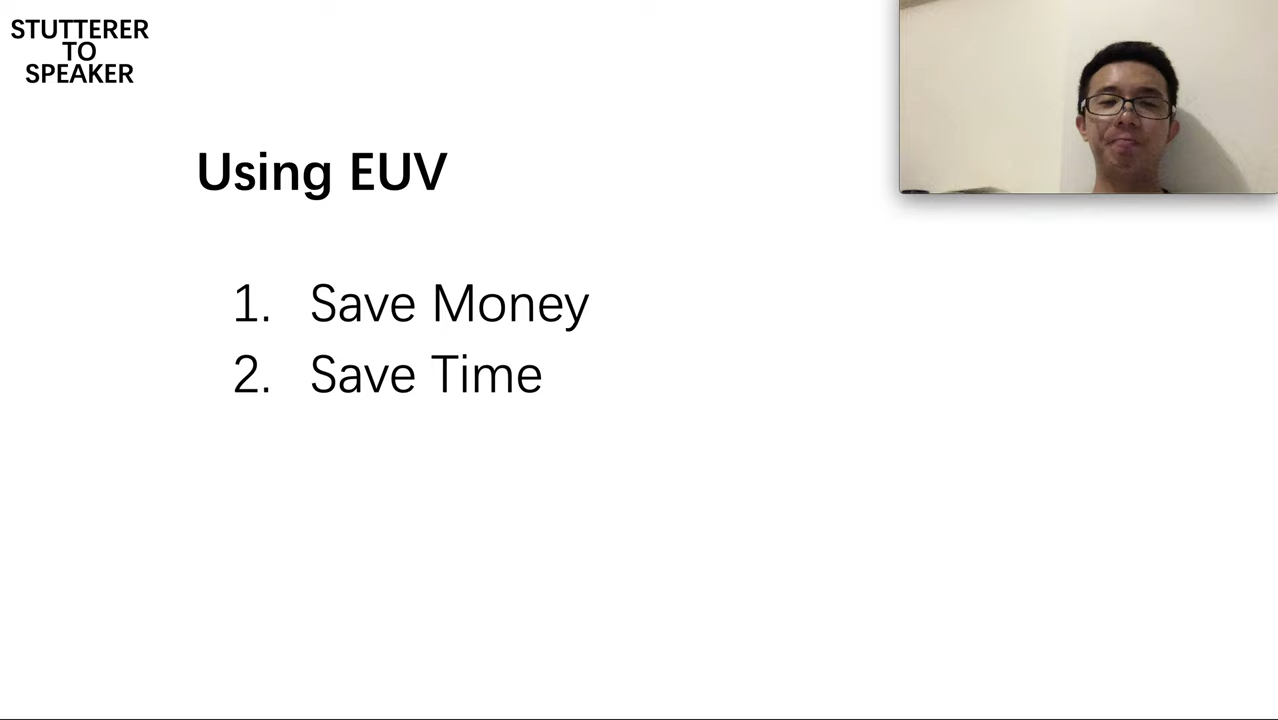 STUTTERER
TO
SPEAKER
Using EUV
1. Save Money
2. Save Time